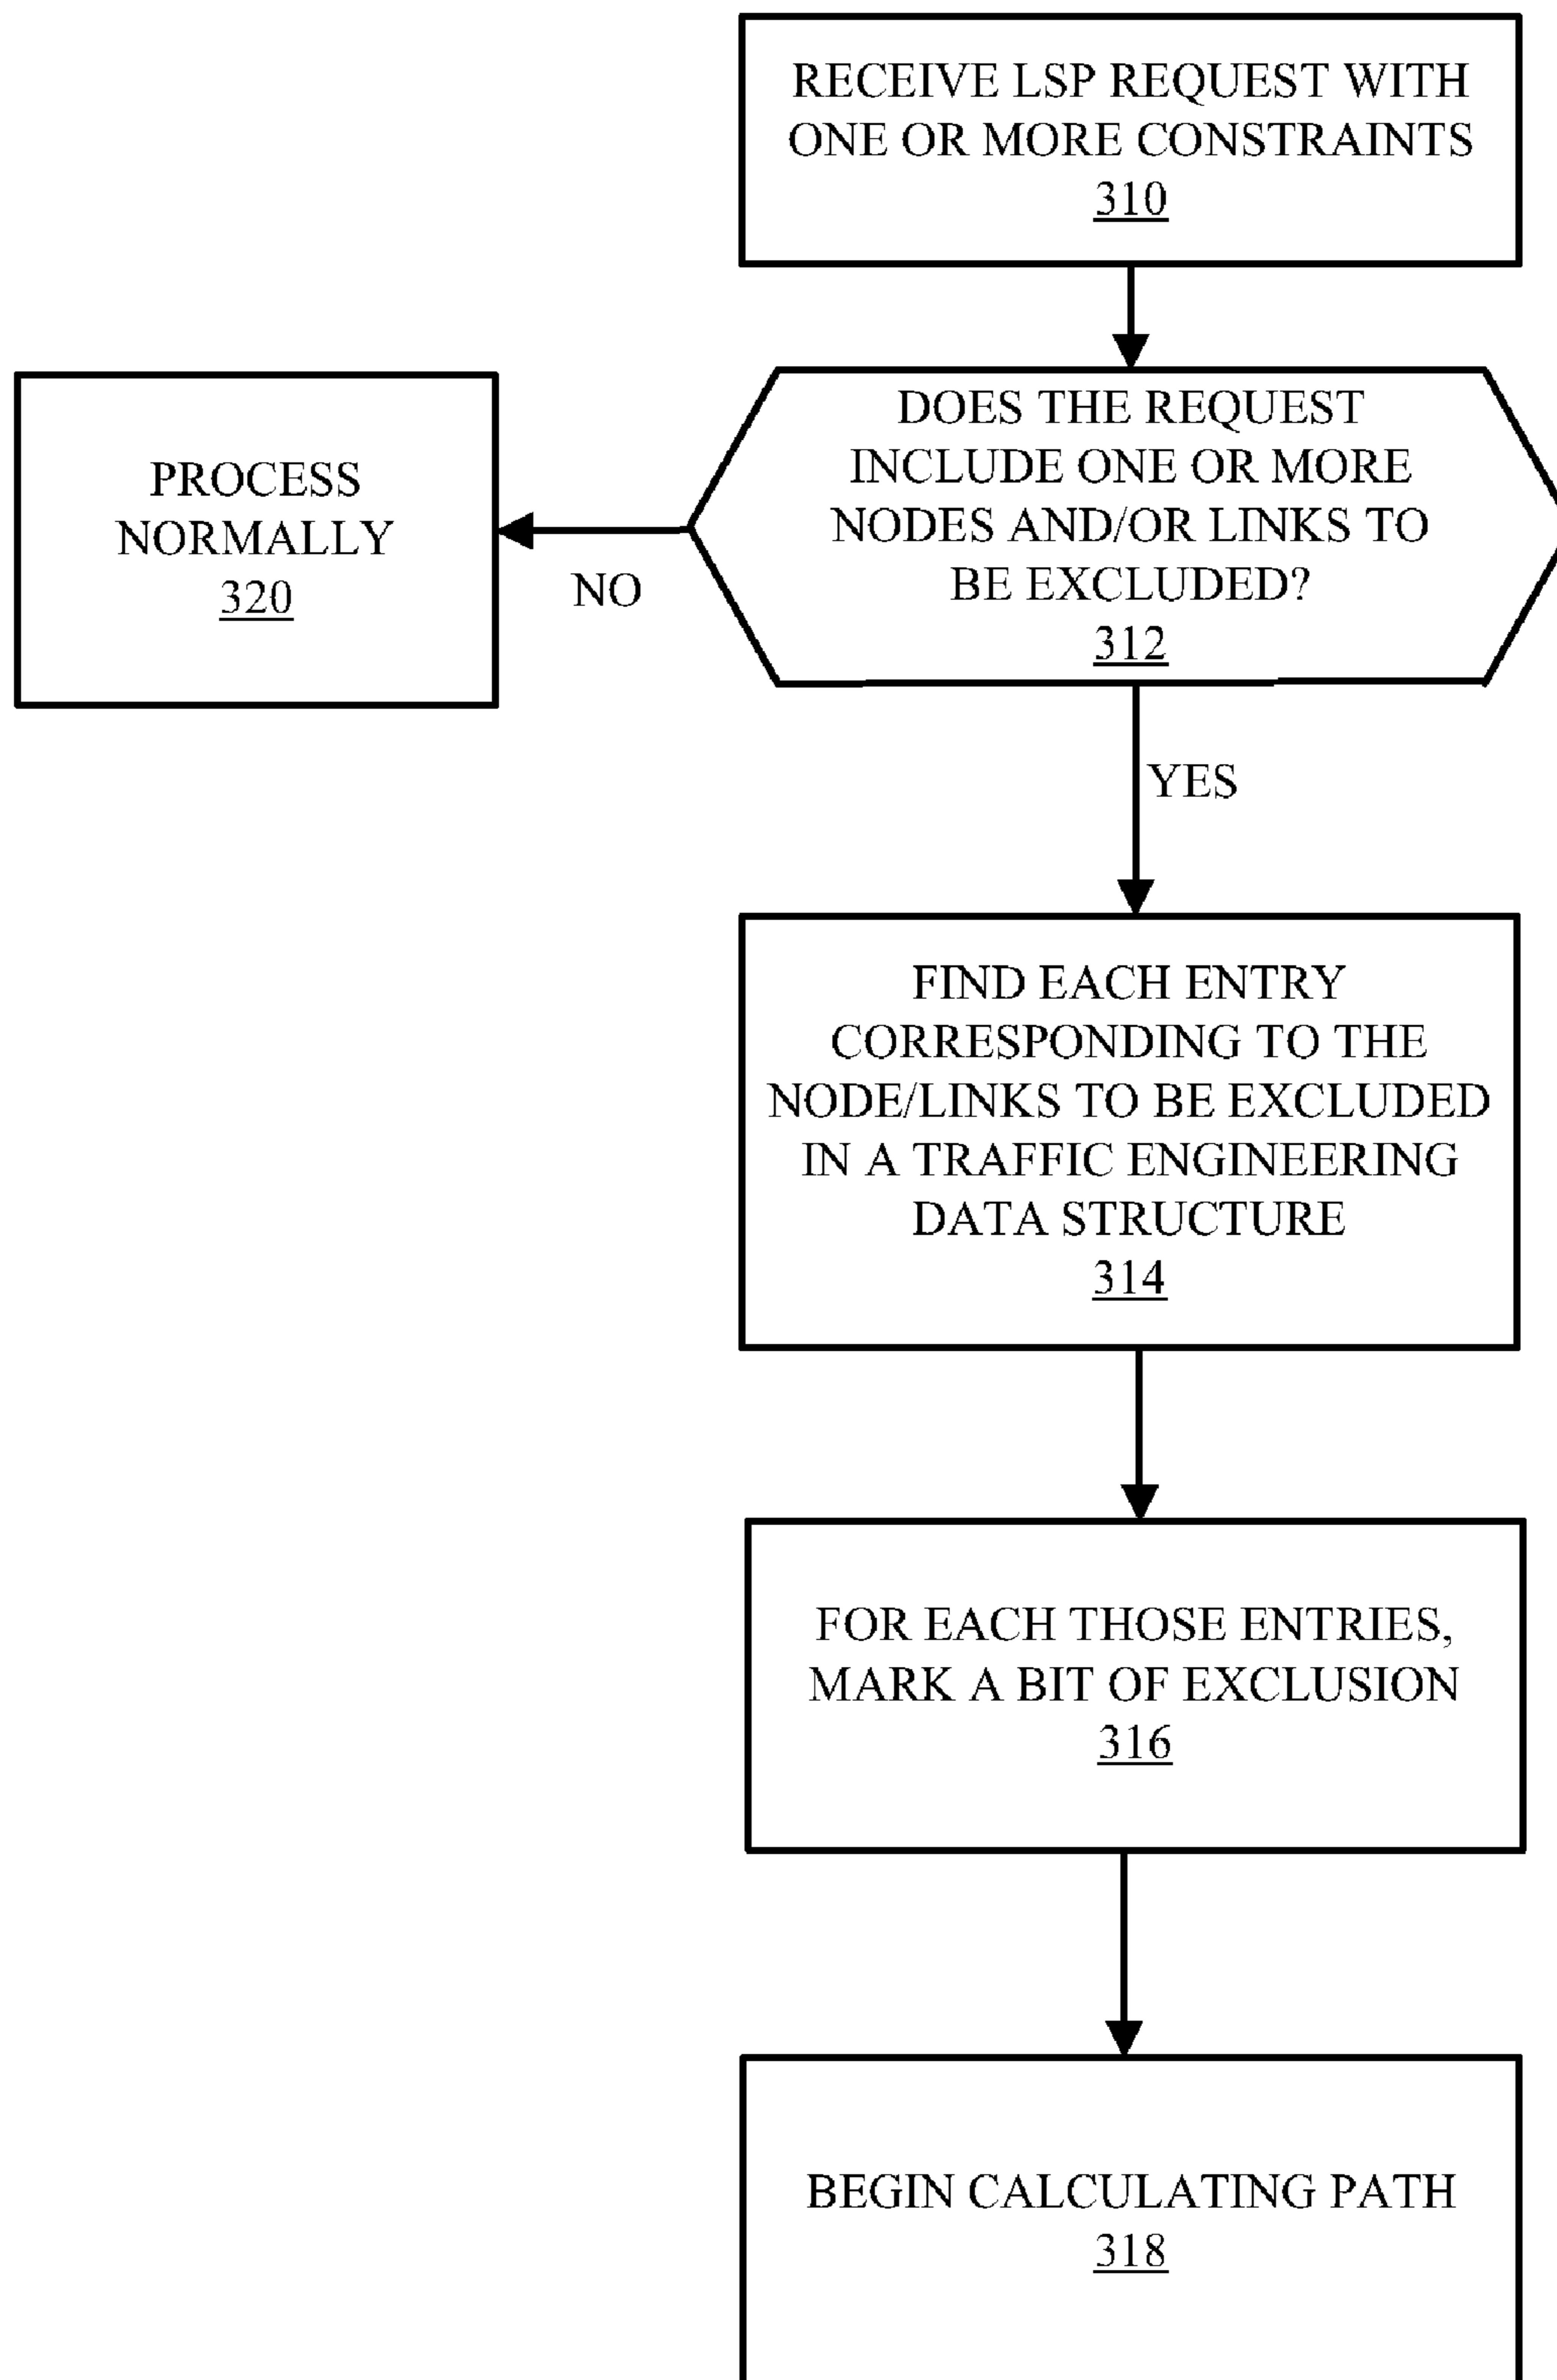 RECEIVE LSP REQUEST WITH
ONE OR MORE CONSTRAINTS
310
DOES THE REQUEST
INCLUDE ONE OR MORE
NODES AND/OR LINKS TO
BE EXCLUDED?
312
PROCESS
NORMALLY
320
NO
YES
FIND EACH ENTRY
CORRESPONDING TO THE
NODE/LINKS TO BE EXCLUDED
IN A TRAFFIC ENGINEERING
DATA STRUCTURE
314
FOR EACH THOSE ENTRIES,
MARK A BIT OF EXCLUSION
316
BEGIN CALCULATING PATH
318